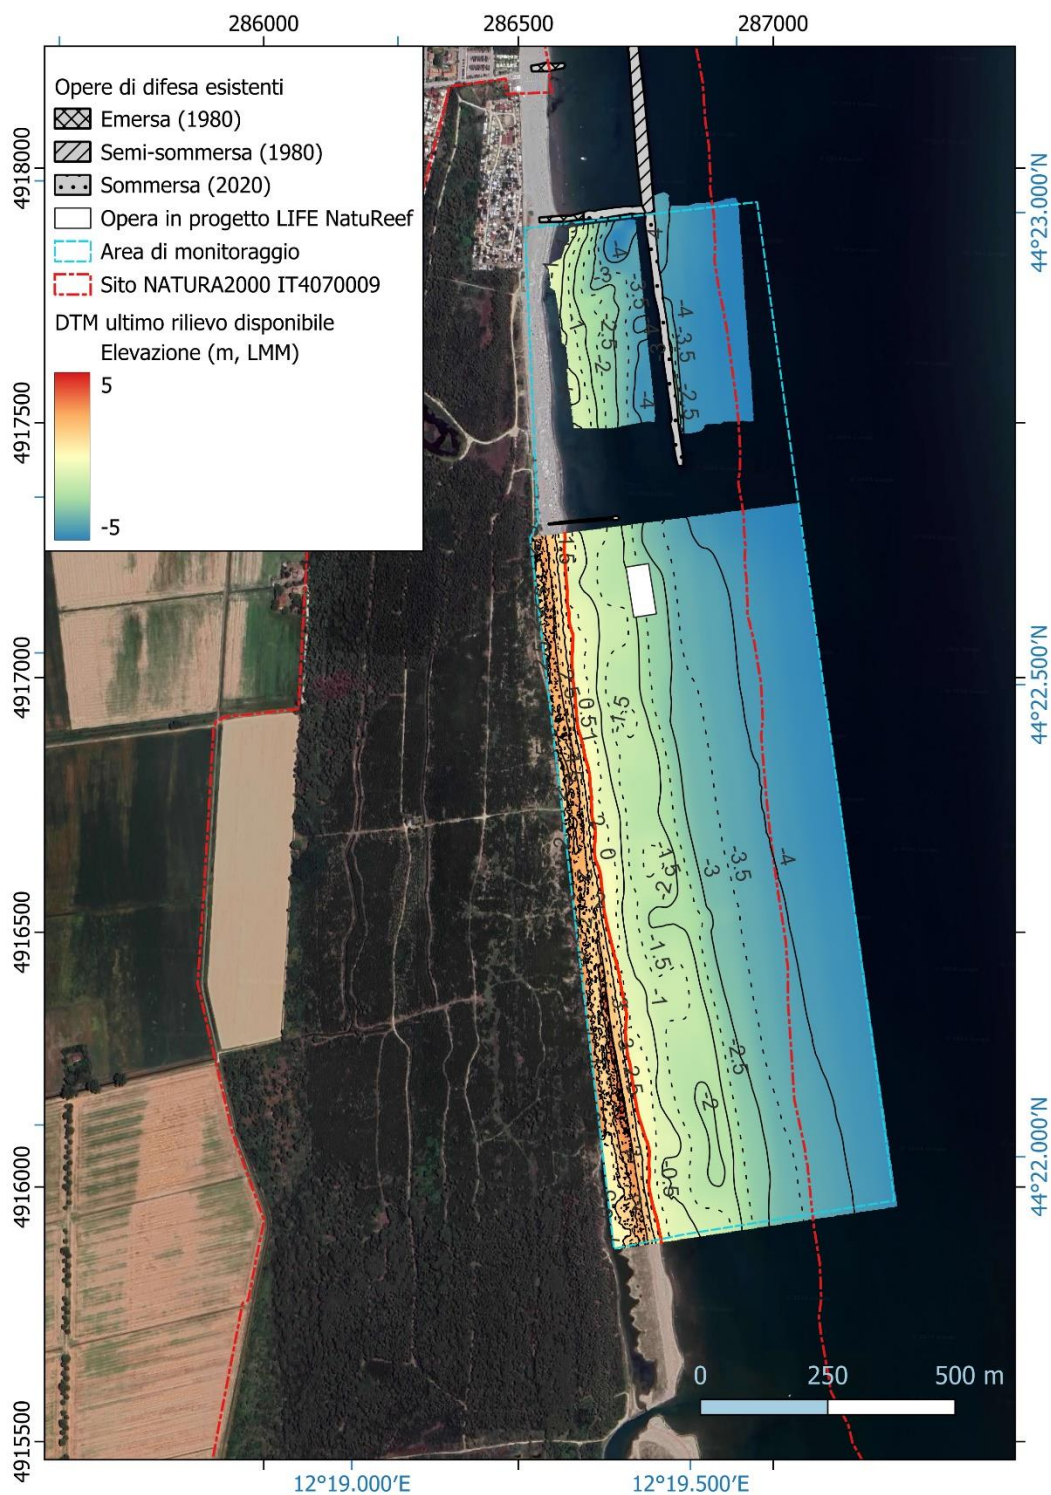 286000
286500
287000
Opere di difesa esistenti
Emersa (1980)
Semi-sommersa (1980)
Sommersa (2020)
Opera in progetto LIFE NatuReef
Area di monitoraggio
Sito NATURA2000 IT4070009
DTM ultimo rilievo disponibile
Elevazione (m, LMM)
5
-5
4918000
4917500
4917000
4916500
4916000
4915500
44°23.000′N
44°22.500′N
44°22.000′N
-4
-3
-3.5
-4
-4
-3.5
-2.5
-2.5
-2
-4
-1.5
0
-1.5
-2
-3
-3.5
-4
-1.5
-1
-2.5
-2
-0.5
0
250
500 m
12°19.000′E
12°19.500′E